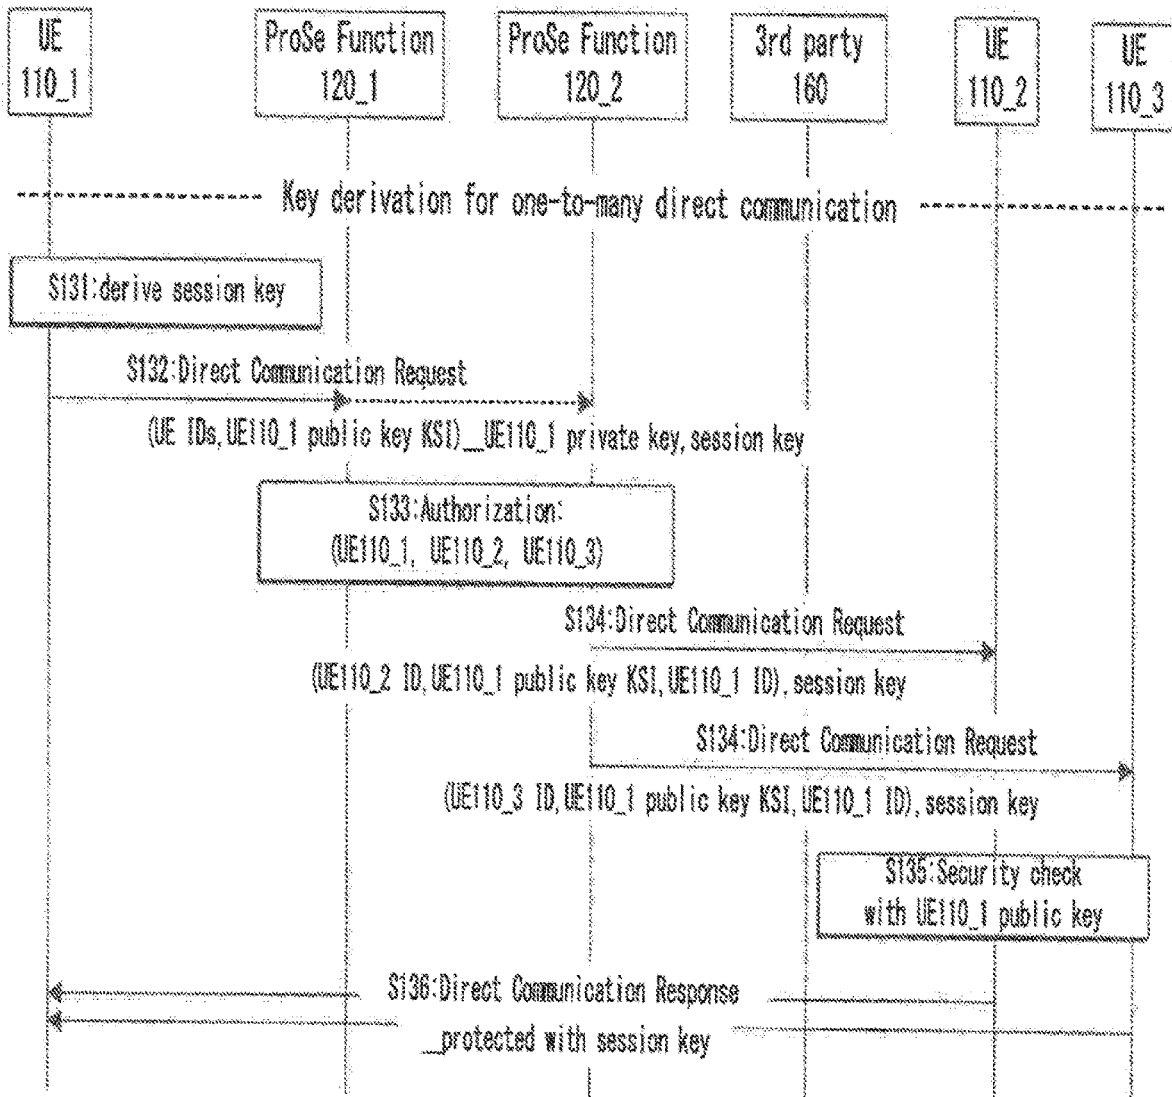 UE
110_1
ProSe Function
120_1
ProSe Function
120_2
3rd party
160
UE
110_2
UE
110_3
Key derivation for one-to-many direct communication
S131:derive session key
S132:Direct Communication Request
(UE IDs,UE110_1 public key KSI)__UE110_1 private key,session key
S133:Authorization:
(UE110_1, UE110_2, UE110_3)
S134:Direct Communication Request
(UE110_2 ID,UE110_1 public key KSI,UE110_1 ID),session key
S134:Direct Communication Request
(UE110_3 ID,UE110_1 public key KSI,UE110_1 ID),session key
S135:Security check
with UE110_1 public key
S136:Direct Communication Response
__protected with session key